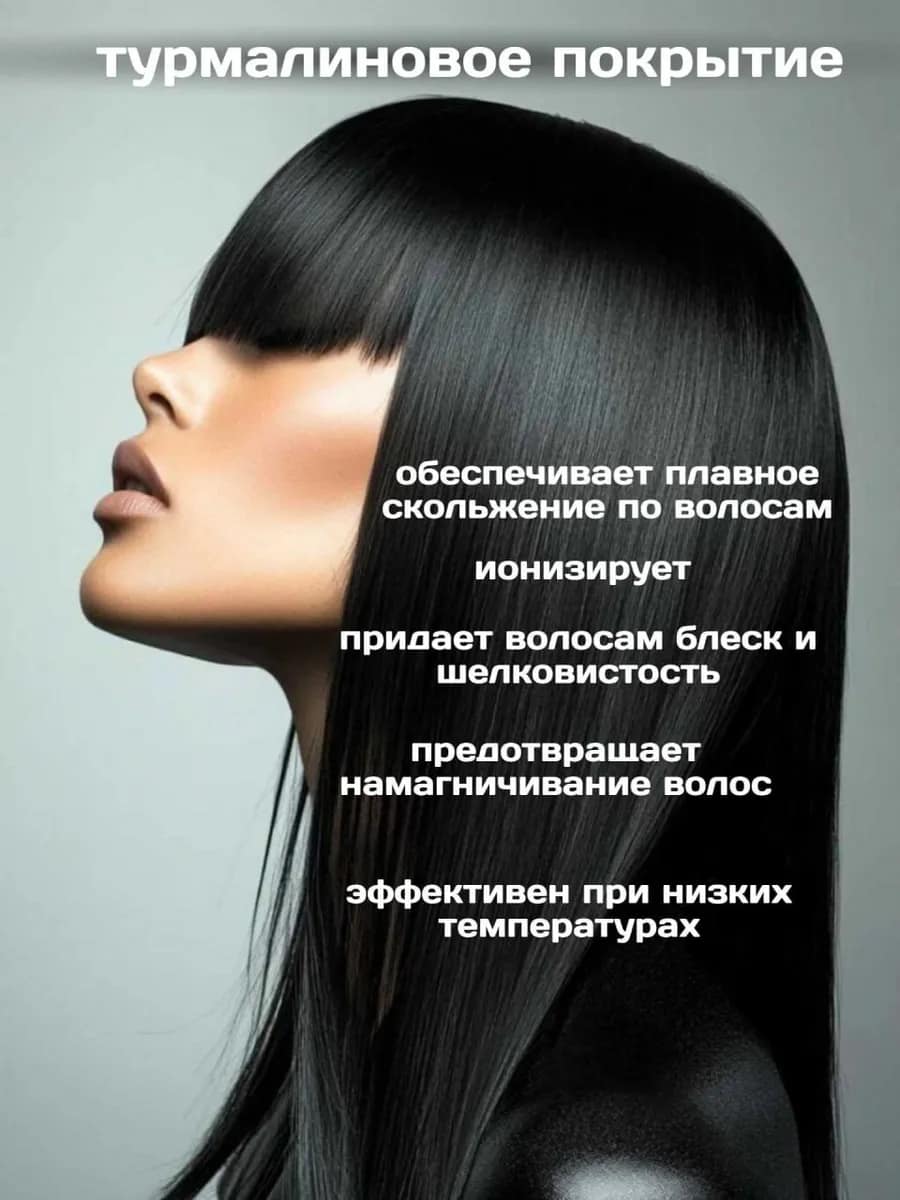 турмалиновое покрытие
обеспечивает плавное
скольжение по волосам
ионизирует
придает волосам блеск и
шелковистость
предотвращает
намагничивание волос
эффективен при низких
температурах